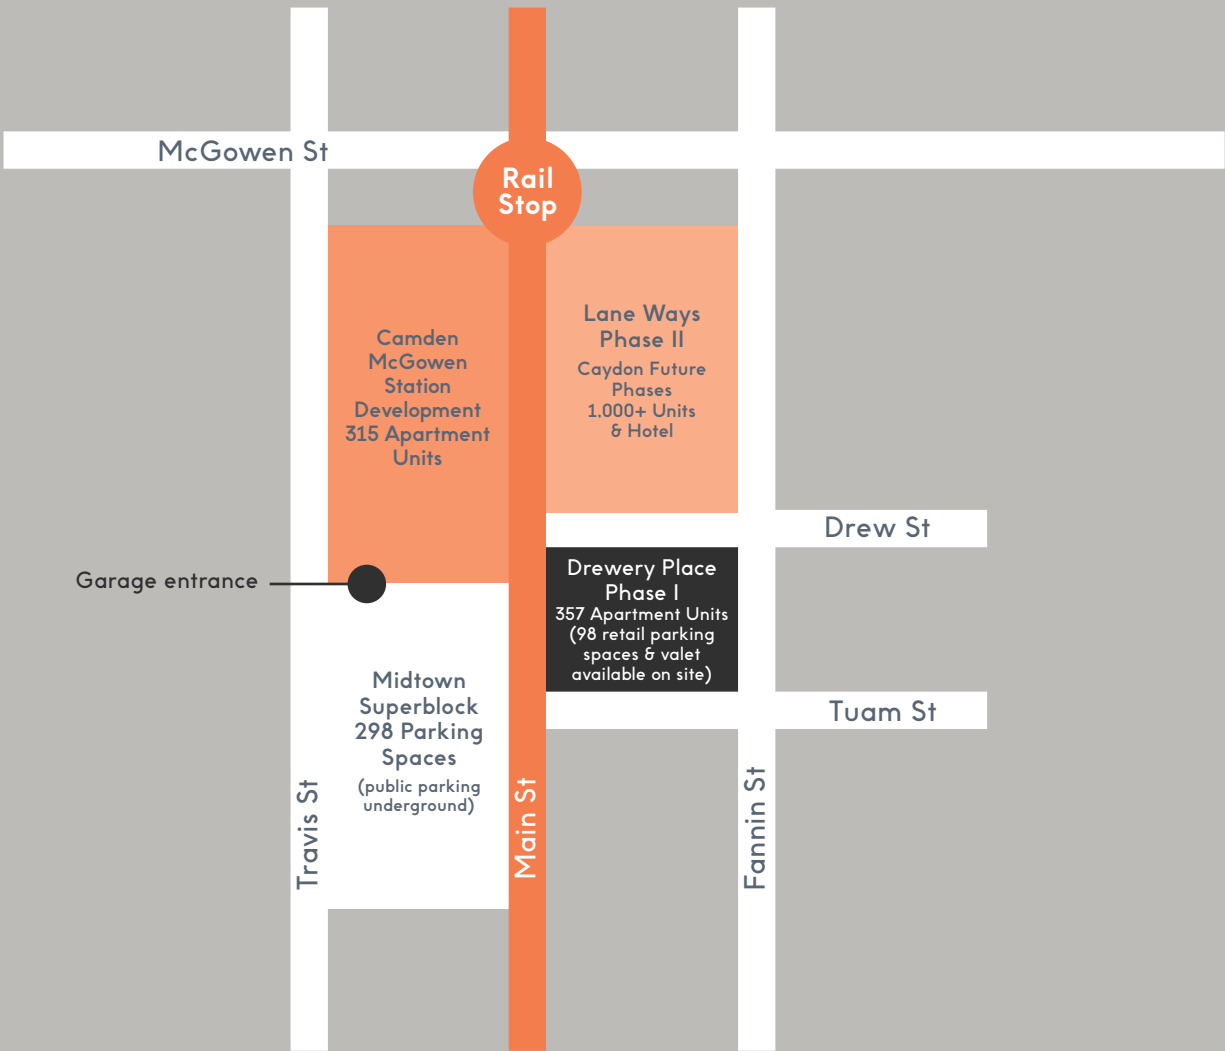 McGowen St
Rail
Stop
Camden
McGowen
Station
Development
315 Apartment
Units
Lane Ways
Phase II
Caydon Future
Phases
1,000+ Units
& Hotel
Drew St
Garage entrance
Drewery Place
Phase I
357 Apartment Units
(98 retail parking
spaces & valet
available on site)
Midtown
Superblock
298 Parking
Spaces
(public parking
underground)
Tuam St
Travis St
Main St
Fannin St